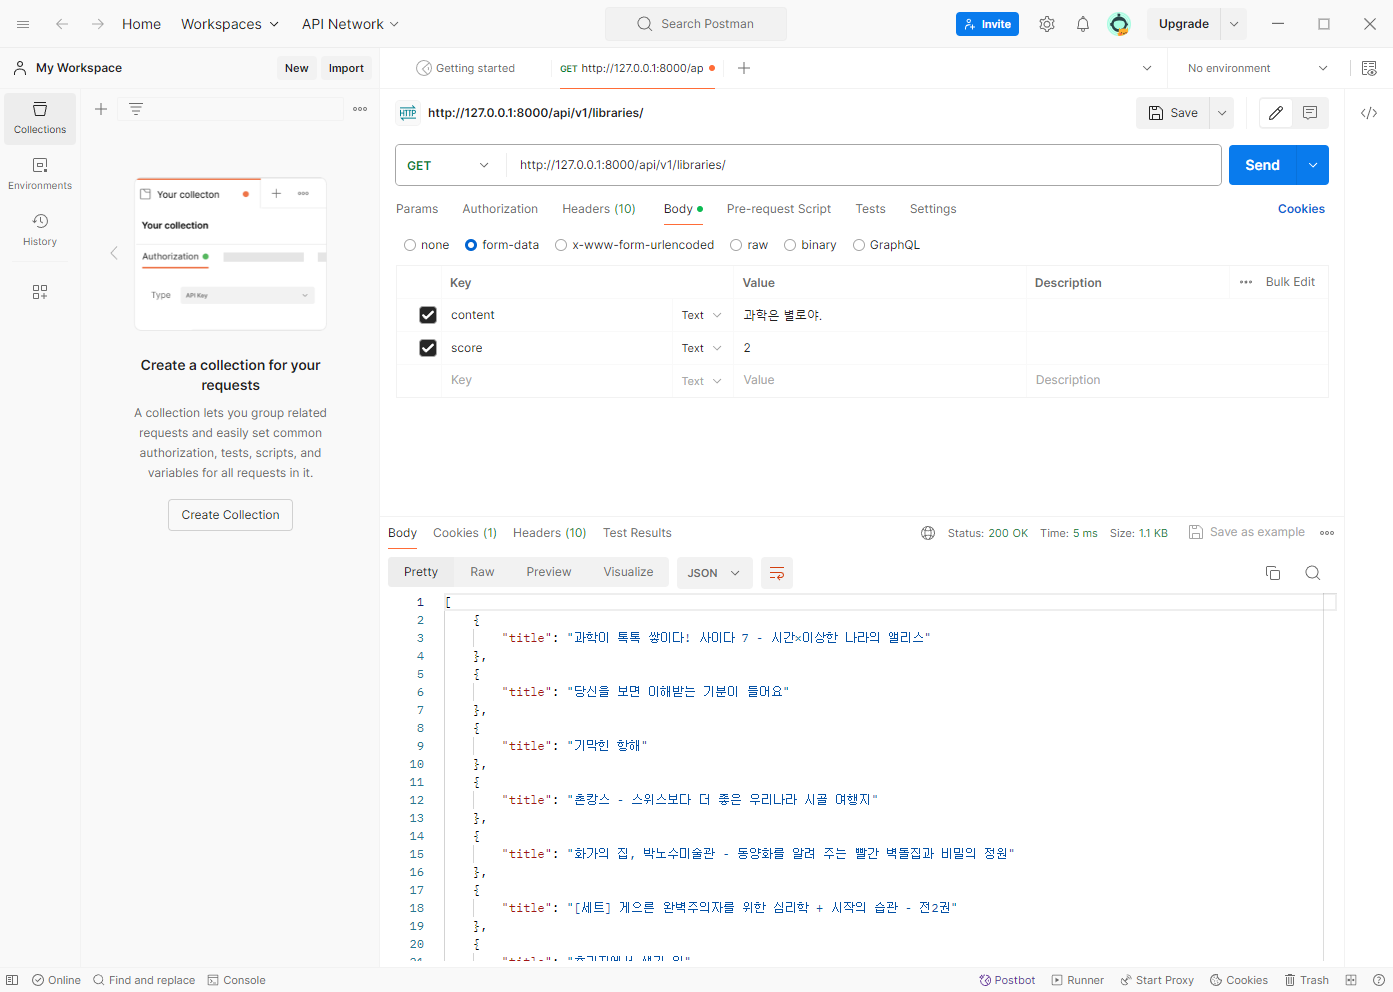 Home Workspaces API Network Search Postman Invite Upgrade
My Workspace New Import Getting started GET http://127.0.0.1:8000/ap No environment
Collections
Environments
History
Your collecton
Your collection
Authorization
Type API Key
Create a collection for your
requests
A collection lets you group related
requests and easily set common
authorization, tests, scripts, and
variables for all requests in it.
Create Collection
HTTP http://127.0.0.1:8000/api/v1/libraries/ Save
GET http://127.0.0.1:8000/api/v1/libraries/ Send
Params Authorization Headers (10) Body Pre-request Script Tests Settings Cookies
none form-data x-www-form-urlencoded raw binary GraphQL
Key Value Description Bulk Edit
content Text 과학은 별로야.
score Text 2
Key Text Value Description
Body Cookies (1) Headers (10) Test Results Status: 200 OK Time: 5 ms Size: 1.1 KB Save as example
Pretty Raw Preview Visualize JSON
1 [
2 {
3 "title": "과학이 톡톡 쌓이다! 사이다 7 - 시간×이상한 나라의 앨리스"
4 },
5 {
6 "title": "당신을 보면 이해받는 기분이 들어요"
7 },
8 {
9 "title": "기막힌 항해"
10 },
11 {
12 "title": "촌캉스 - 스위스보다 더 좋은 우리나라 시골 여행지"
13 },
14 {
15 "title": "화가의 집, 박노수미술관 - 동양화를 알려 주는 빨간 벽돌집과 비밀의 정원"
16 },
17 {
18 "title": "[세트] 게으른 완벽주의자를 위한 심리학 + 시작의 습관 - 전2권"
19 },
20 {
21 "title":
Online Find and replace Console Postbot Runner Start Proxy Cookies Trash